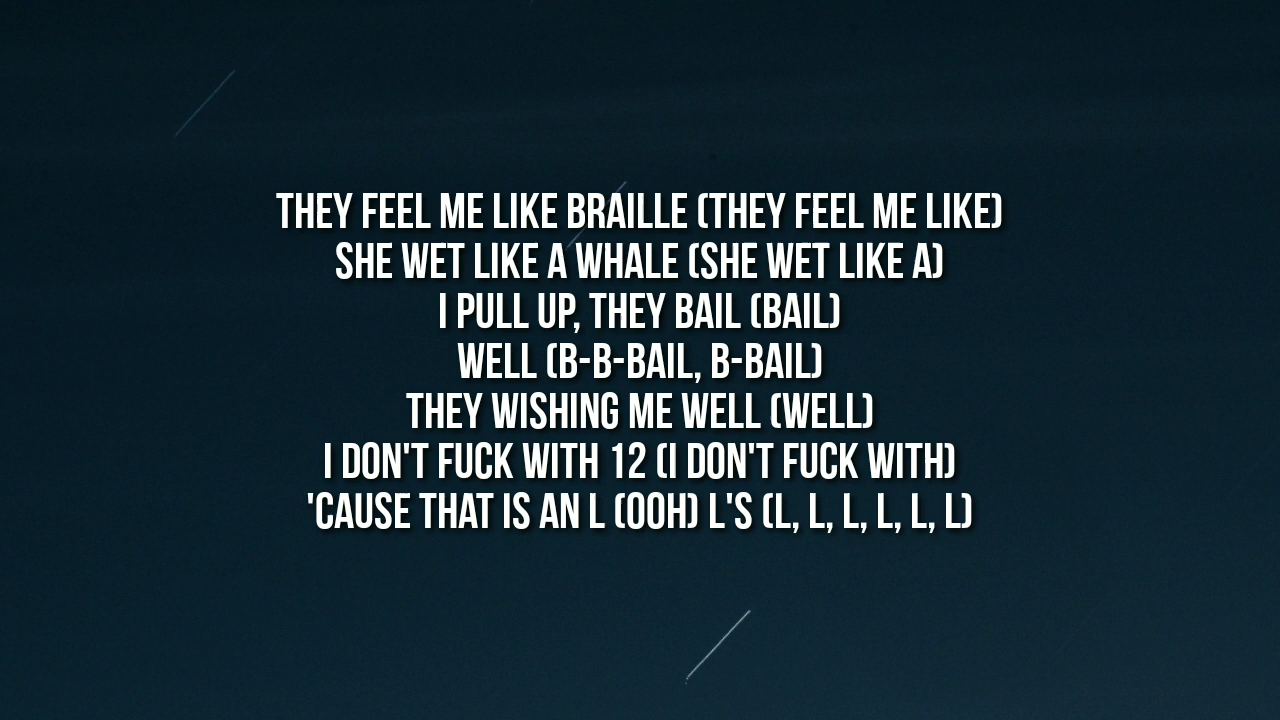 THEY FEEL ME LIKE BRAILLE (THEY FEEL ME LIKE)
SHE WET LIKE A WHALE (SHE WET LIKE A)
I PULL UP, THEY BAIL (BAIL)
WELL (B-B-BAIL, B-BAIL)
THEY WISHING ME WELL (WELL)
I DON'T FUCK WITH 12 (I DON'T FUCK WITH)
'CAUSE THAT IS AN L (OOH) L'S (L, L, L, L, L, L)